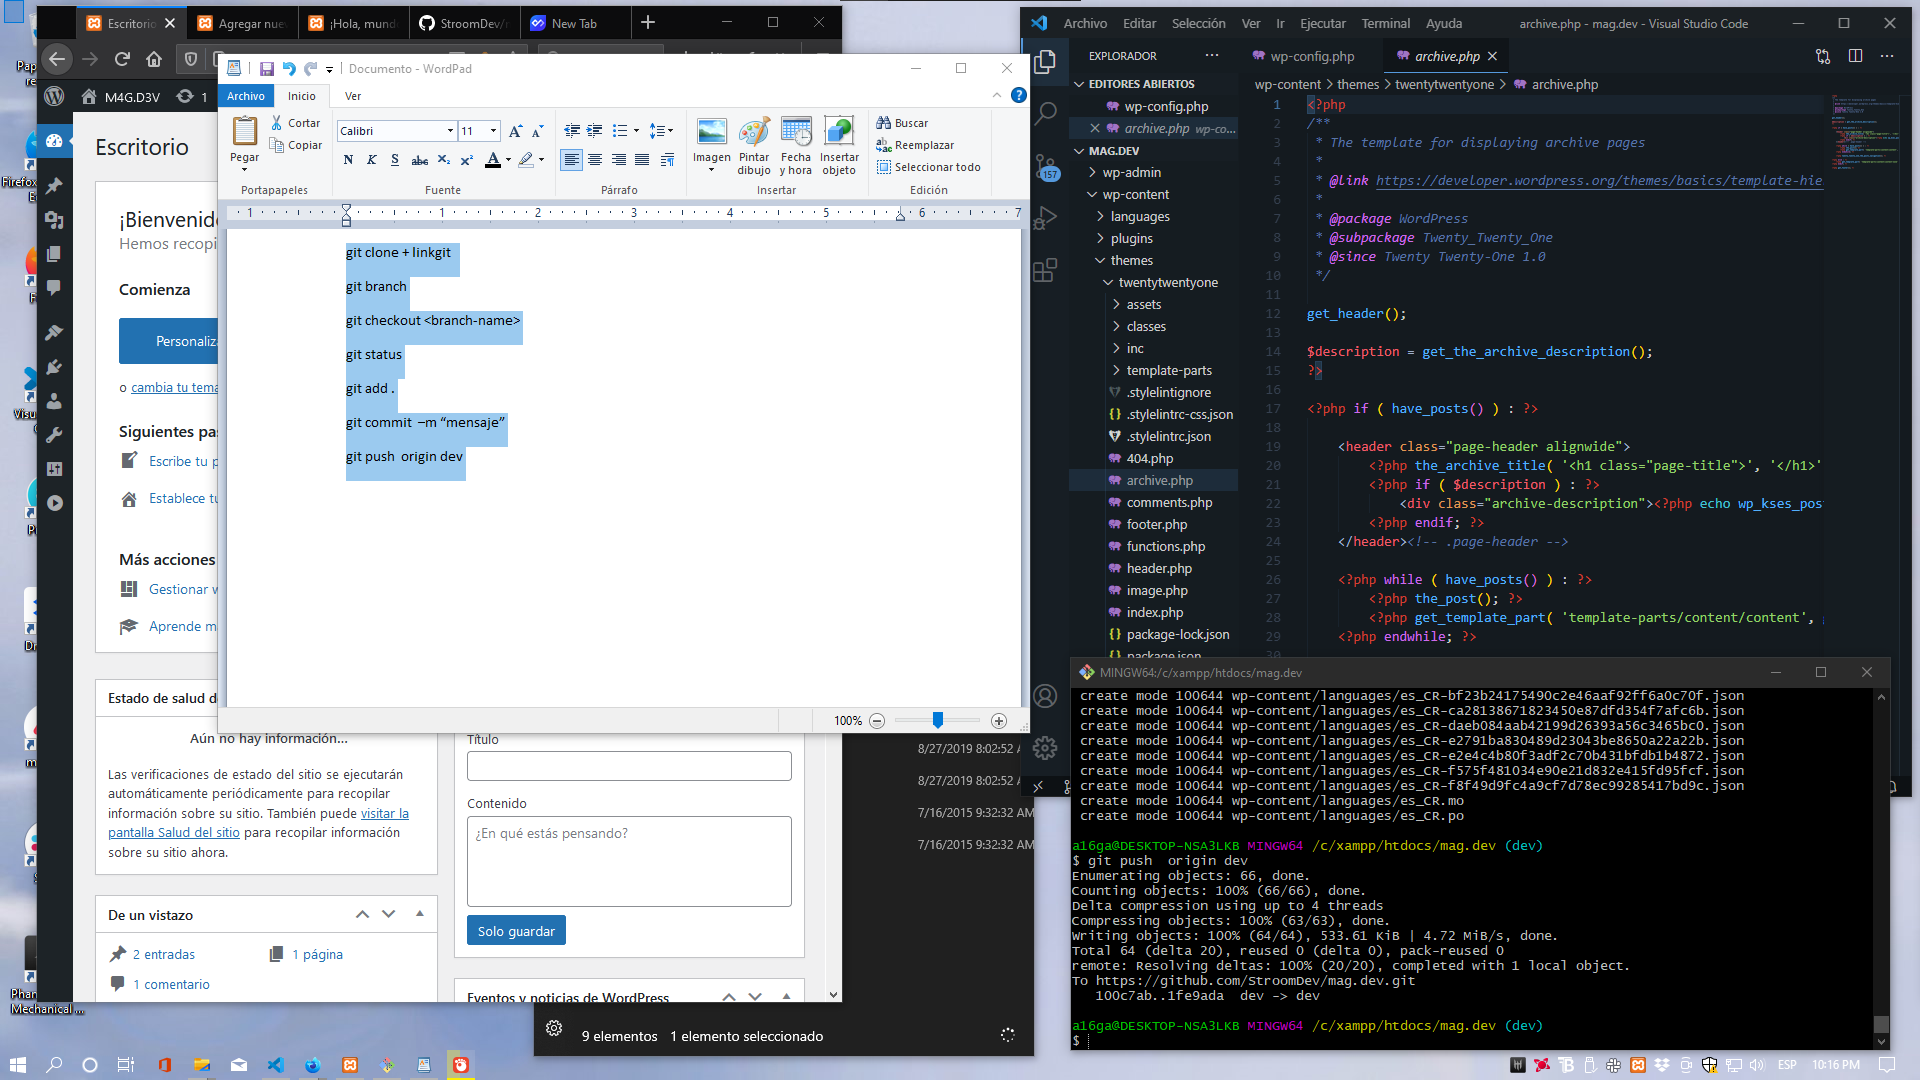 Escritorio
Agregar nue
¡Hola, mund
StroomDev/r
New Tab
M4G.D3V
1
Escritorio
¡Bienvenido
Hemos recopi
Comienza
Personaliza
o cambia tu tema
Siguientes pas
Escribe tu p
Establece tu
Más acciones
Gestionar w
Aprende m
Estado de salud d
Aún no hay información...
Las verificaciones de estado del sitio se ejecutarán
automáticamente periódicamente para recopilar
información sobre su sitio. También puede visitar la
pantalla Salud del sitio para recopilar información
sobre su sitio ahora.
De un vistazo
2 entradas
1 página
1 comentario
Título
Contenido
¿En qué estás pensando?
Solo guardar
Eventos y noticias de WordPress
Documento - WordPad
Archivo
Inicio
Ver
Pegar
Cortar
Copiar
Portapapeles
Calibri
11
Fuente
Párrafo
Imagen
Pintar
dibujo
Fecha
y hora
Insertar
objeto
Insertar
Buscar
Reemplazar
Seleccionar todo
Edición
1 1 2 3 4 5 6 7
git clone + linkgit
git branch
git checkout <branch-name>
git status
git add .
git commit  –m “mensaje”
git push  origin dev
100%
8/27/2019 8:02:52 A
8/27/2019 8:02:52 A
7/16/2015 9:32:32 AM
7/16/2015 9:32:32 AM
9 elementos
1 elemento seleccionado
Archivo Editar Selección Ver Ir Ejecutar Terminal Ayuda
archive.php - mag.dev - Visual Studio Code
EXPLORADOR
EDITORES ABIERTOS
wp-config.php
archive.php wp-co...
MAG.DEV
157
wp-admin
wp-content
languages
plugins
themes
twentytwentyone
assets
classes
inc
template-parts
.stylelintignore
.stylelintrc-css.json
.stylelintrc.json
404.php
archive.php
comments.php
footer.php
functions.php
header.php
image.php
index.php
package-lock.json
package.json
wp-config.php
archive.php
wp-content > themes > twentytwentyone > archive.php
1 <?php
2 /**
3  * The template for displaying archive pages
4  *
5  * @link https://developer.wordpress.org/themes/basics/template-hie
6  *
7  * @package WordPress
8  * @subpackage Twenty_Twenty_One
9  * @since Twenty Twenty-One 1.0
10  */
11
12 get_header();
13
14 $description = get_the_archive_description();
15 ?>
16
17 <?php if ( have_posts() ) : ?>
18
19 <header class="page-header alignwide">
20 <?php the_archive_title( '<h1 class="page-title">', '</h1>'
21 <?php if ( $description ) : ?>
22 <div class="archive-description"><?php echo wp_kses_pos
23 <?php endif; ?>
24 </header><!-- .page-header -->
25
26 <?php while ( have_posts() ) : ?>
27 <?php the_post(); ?>
28 <?php get_template_part( 'template-parts/content/content',
29 <?php endwhile; ?>
30
MINGW64:/c/xampp/htdocs/mag.dev
create mode 100644 wp-content/languages/es_CR-bf23b24175490c2e46aaf92ff6a0c70f.json
create mode 100644 wp-content/languages/es_CR-ca28138671823450e87dfd354f7afc6b.json
create mode 100644 wp-content/languages/es_CR-daeb084aab42199d26393a56c3465bc0.json
create mode 100644 wp-content/languages/es_CR-e2791ba830489d23043be8650a22a22b.json
create mode 100644 wp-content/languages/es_CR-e2e4c4b80f3adf2c70b431bfdb1b4872.json
create mode 100644 wp-content/languages/es_CR-f575f481034e90e21d832e415fd95fcf.json
create mode 100644 wp-content/languages/es_CR-f8f49d9fc4a9cf7d78ec99285417bd9c.json
create mode 100644 wp-content/languages/es_CR.mo
create mode 100644 wp-content/languages/es_CR.po
a16ga@DESKTOP-NSA3LKB MINGW64 /c/xampp/htdocs/mag.dev (dev)
$ git push  origin dev
Enumerating objects: 66, done.
Counting objects: 100% (66/66), done.
Delta compression using up to 4 threads
Compressing objects: 100% (63/63), done.
Writing objects: 100% (64/64), 533.61 KiB | 4.72 MiB/s, done.
Total 64 (delta 20), reused 0 (delta 0), pack-reused 0
remote: Resolving deltas: 100% (20/20), completed with 1 local object.
To https://github.com/StroomDev/mag.dev.git
100c7ab..1fe9ada  dev -> dev
a16ga@DESKTOP-NSA3LKB MINGW64 /c/xampp/htdocs/mag.dev (dev)
$
Mechanical ...
ESP
10:16 PM